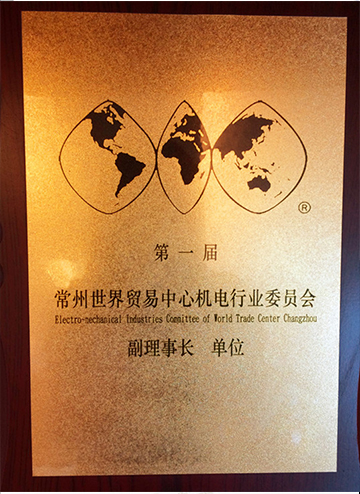 ®
第一届
常州世界贸易中心机电行业委员会
Electro-mechanical Industries Committee of World Trade Center Changzhou
副理事长 单位